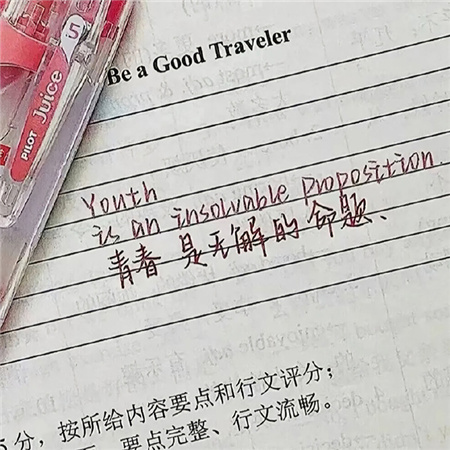 5
Juice
PILOT
Be a Good Traveler
Youth
is an insolvable proposition.
青春 是无解的 命题、
5分，按所给内容要点和行文评分；
要点完整、行文流畅。